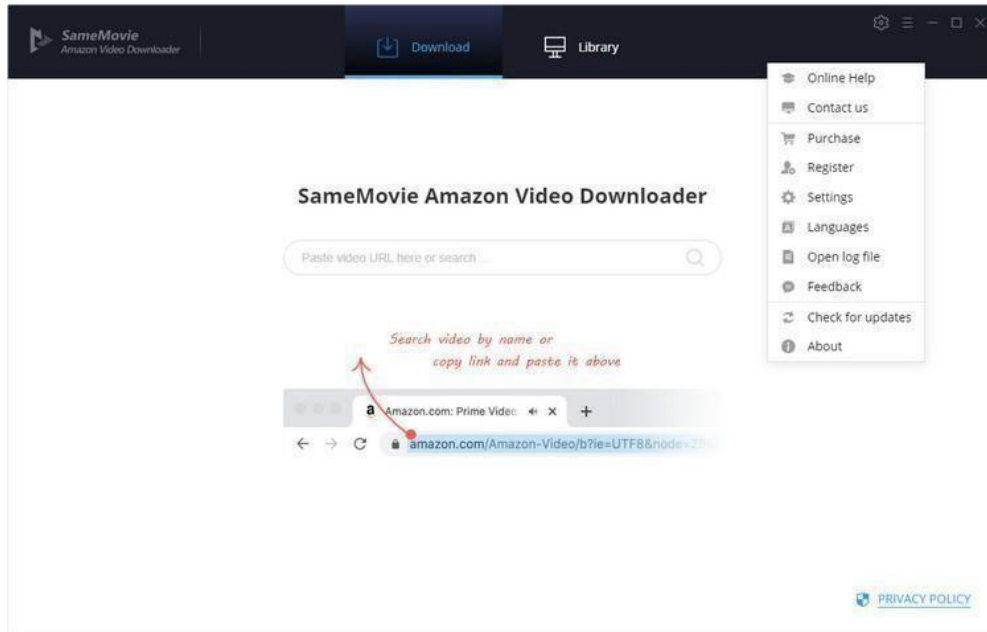 SameMovie
Amazon Video Downloader
Download
Library
Online Help
Contact us
Purchase
Register
Settings
Languages
Open log file
Feedback
Check for updates
About
SameMovie Amazon Video Downloader
Paste video URL here or search ...
Search video by name or
copy link and paste it above
Amazon.com: Prime Video
amazon.com/Amazon-Video/b?ie=UTF8&node=
PRIVACY POLICY